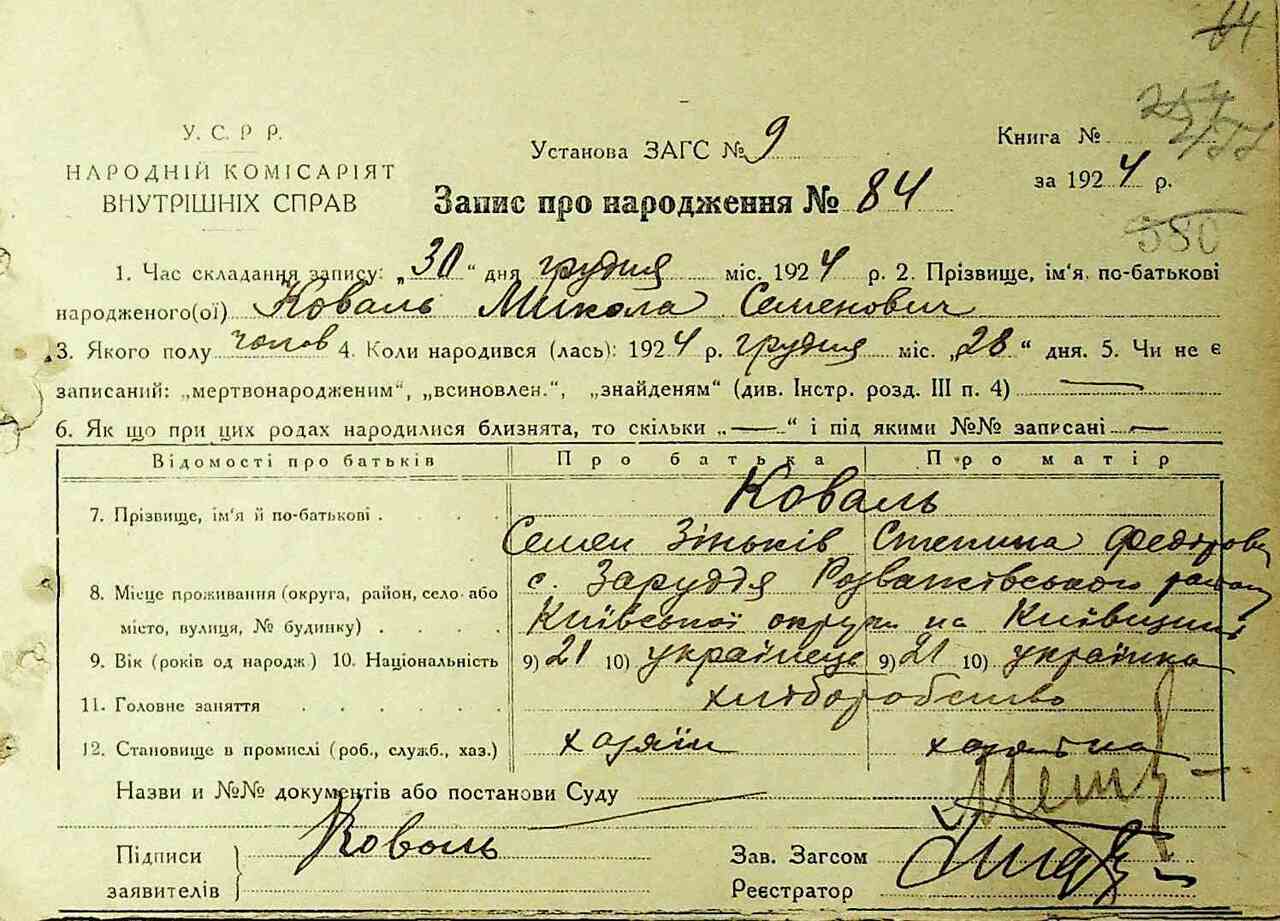 У. С. Р Р.
НАРОДНІЙ КОМІСАРІЯТ
ВНУТРІШНІХ СПРАВ
Установа ЗАГС № 9
Книга №
за 1924 р.
Запис про народження № 84
580
1. Час складання запису: „30“ дня грудня міс. 1924 р. 2. Прізвище, ім'я, по-батькові
народженого(ої) Коваль Микола Семенович
3. Якого полу чолов 4. Коли народився (лась): 1924 р. грудня міс. „28“ дня. 5. Чи не є
записаний: „мертвонародженим“, „всиновлен.“, „знайденям“ (див. Інстр. розд. III п. 4)
6. Як що при цих родах народилися близнята, то скільки „—“ і під якими №№ записані —
Відомості про батьків Про батька Про матір
7. Прізвище, ім'я й по-батькові . . . . Коваль
Семен Зіньків Степина Федорови
8. Місце проживання (округа, район, село або с. Заруддя Розважівського району
місто, вулиця, № будинку) . . . . Київської округи на Київщині
9. Вік (років од народж) 10. Національність 9) 21 10) українець 9) 21 10) українка
11. Головне заняття . . . . . . хліборобство
12. Становище в промислі (роб., служб., хаз.) хазяїн хазяйка
Назви и №№ документів або постанови Суду
Підписи
заявителів
Коваль
Зав. Загсом
Реєстратор